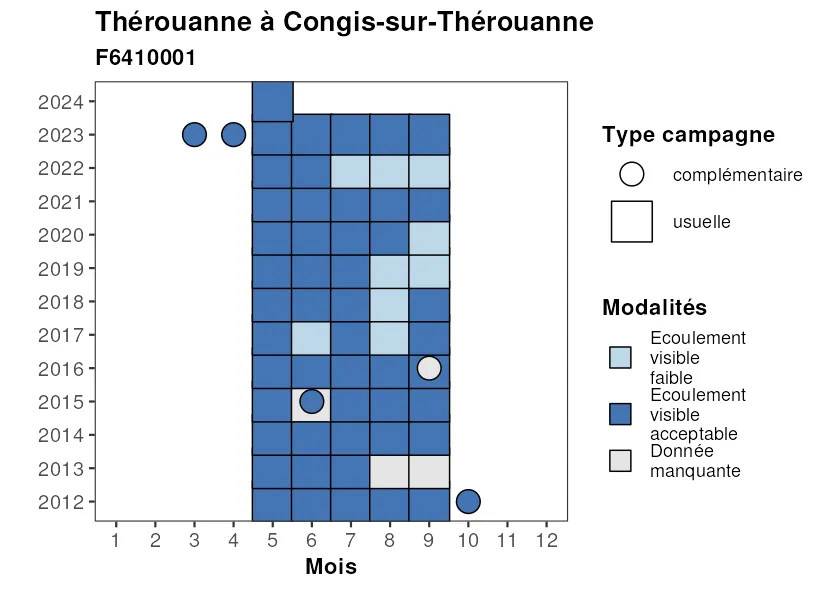 Thérouanne à Congis-sur-Thérouanne
F6410001
2024
2023
2022
2021
2020
2019
2018
2017
2016
2015
2014
2013
2012
1 2 3 4 5 6 7 8 9 10 11 12
Mois
Type campagne
complémentaire
usuelle
Modalités
Ecoulement
visible
faible
Ecoulement
visible
acceptable
Donnée
manquante